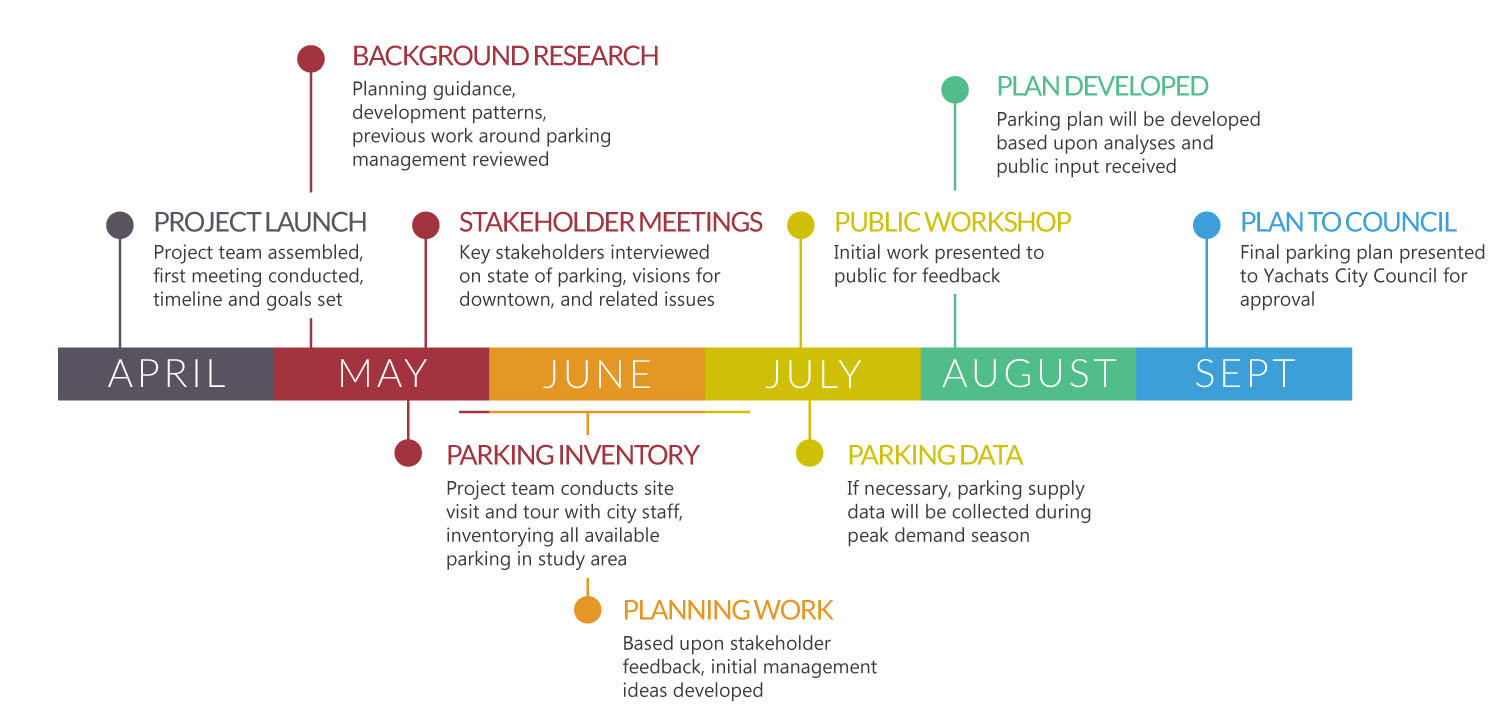 BACKGROUND RESEARCH
Planning guidance,
development patterns,
previous work around parking
management reviewed
PLAN DEVELOPED
Parking plan will be developed
based upon analyses and
public input received
PROJECT LAUNCH
Project team assembled,
first meeting conducted,
timeline and goals set
STAKEHOLDER MEETINGS
Key stakeholders interviewed
on state of parking, visions for
downtown, and related issues
PUBLIC WORKSHOP
Initial work presented to
public for feedback
PLAN TO COUNCIL
Final parking plan presented
to Yachats City Council for
approval
APRIL
MAY
JUNE
JULY
AUGUST
SEPT
PARKING INVENTORY
Project team conducts site
visit and tour with city staff,
inventorying all available
parking in study area
PARKING DATA
If necessary, parking supply
data will be collected during
peak demand season
PLANNING WORK
Based upon stakeholder
feedback, initial management
ideas developed